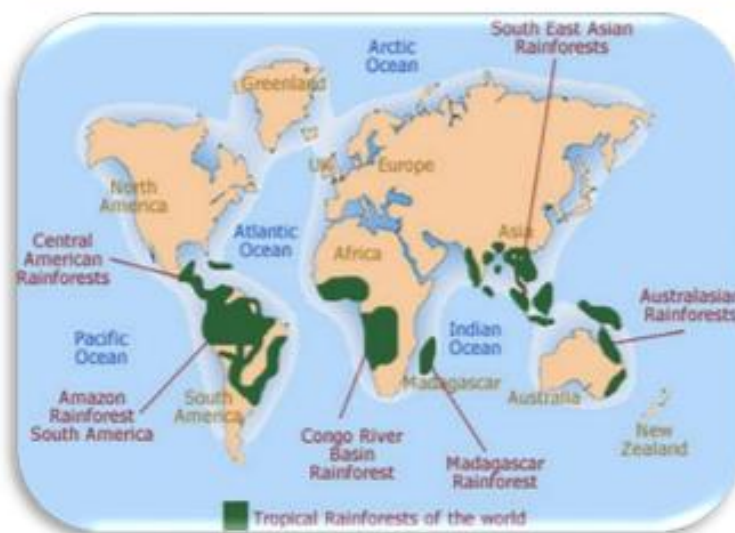 South East Asian
Rainforests
Arctic
Ocean
Greenland
UK
Europe
North
America
Atlantic
Ocean
Asia
Central
American
Rainforests
Africa
Australasian
Rainforests
Pacific
Ocean
Indian
Ocean
Amazon
Rainforest
South America
South
America
Madagascar
Australia
Congo River
Basin
Rainforest
Madagascar
Rainforest
New
Zealand
Tropical Rainforests of the world